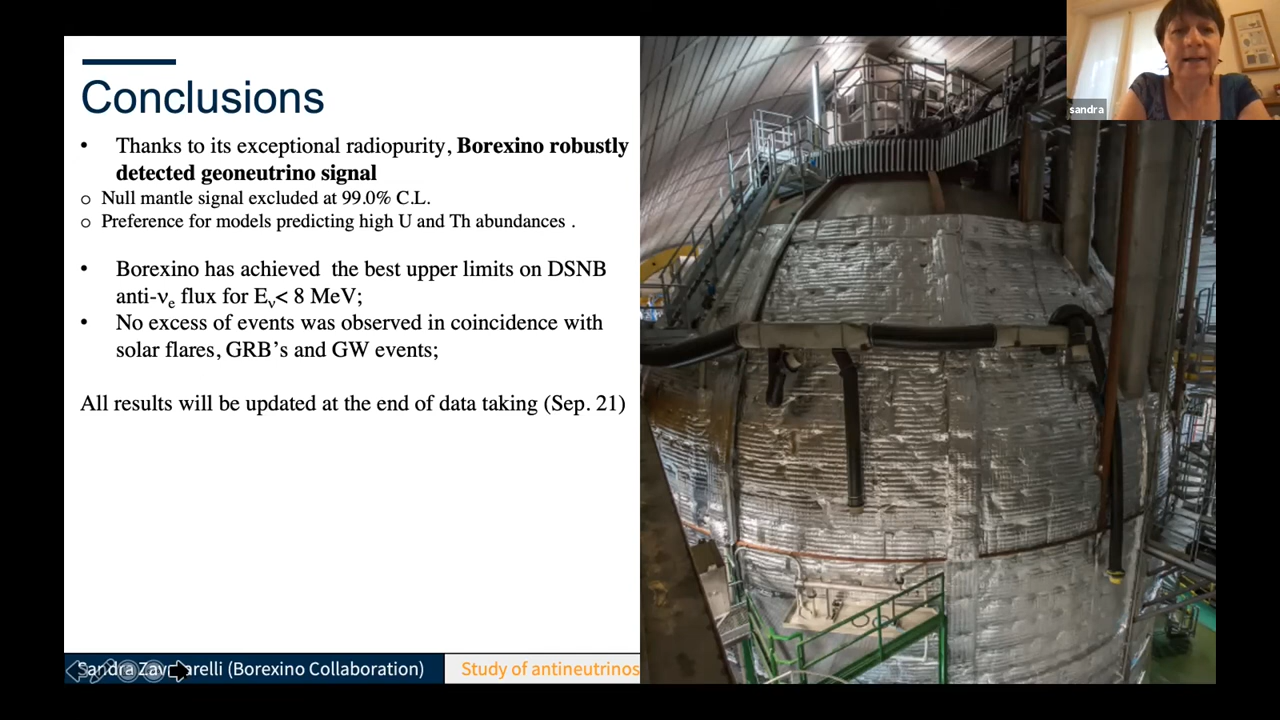 Conclusions
• Thanks to its exceptional radiopurity, Borexino robustly
detected geoneutrino signal
o Null mantle signal excluded at 99.0% C.L.
o Preference for models predicting high U and Th abundances .
• Borexino has achieved the best upper limits on DSNB
anti-νe flux for Eν< 8 MeV;
• No excess of events was observed in coincidence with
solar flares, GRB's and GW events;
All results will be updated at the end of data taking (Sep. 21)
Sandra (Borexino Collaboration)
Study of antineutrinos
sandra